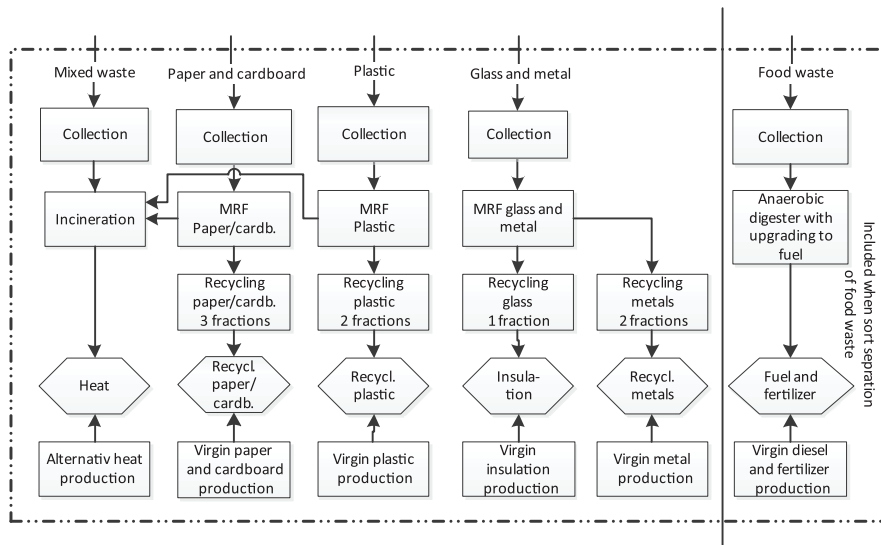 Mixed waste
Paper and cardboard
Plastic
Glass and metal
Food waste
Collection
Collection
Collection
Collection
Collection
Incineration
MRF
Paper/cardb.
MRF
Plastic
MRF glass and
metal
Anaerobic
digester with
upgrading to
fuel
Recycling
paper/cardb.
3 fractions
Recycling
plastic
2 fractions
Recycling
glass
1 fraction
Recycling
metals
2 fractions
Included when sort sepration
of food waste
Heat
Recycl.
paper/
cardb.
Recycl.
plastic
Insula-
tion
Recycl.
metals
Fuel and
fertilizer
Alternativ heat
production
Virgin paper
and cardboard
production
Virgin plastic
production
Virgin
insulation
production
Virgin metal
production
Virgin diesel
and fertilizer
production